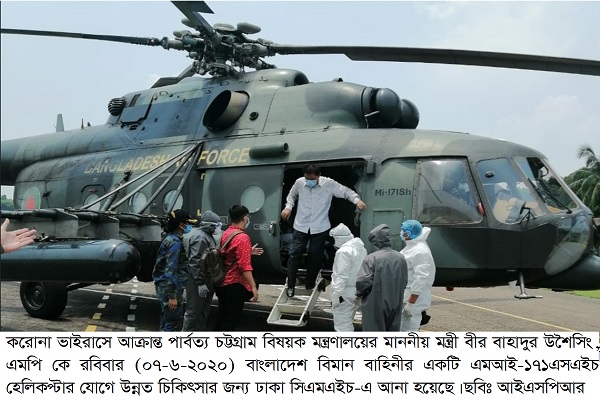 BANGLADESH AIR FORCE
Mi-171Sh
করোনা ভাইরাসে আক্রান্ত পার্বত্য চট্টগ্রাম বিষয়ক মন্ত্রণালয়ের মাননীয় মন্ত্রী বীর বাহাদুর উশৈসিং,
এমপি কে রবিবার (০৭-৬-২০২০) বাংলাদেশ বিমান বাহিনীর একটি এমআই-১৭১এসএইচ
হেলিকপ্টার যোগে উন্নত চিকিৎসার জন্য ঢাকা সিএমএইচ-এ আনা হয়েছে।ছবিঃ আইএসপিআর